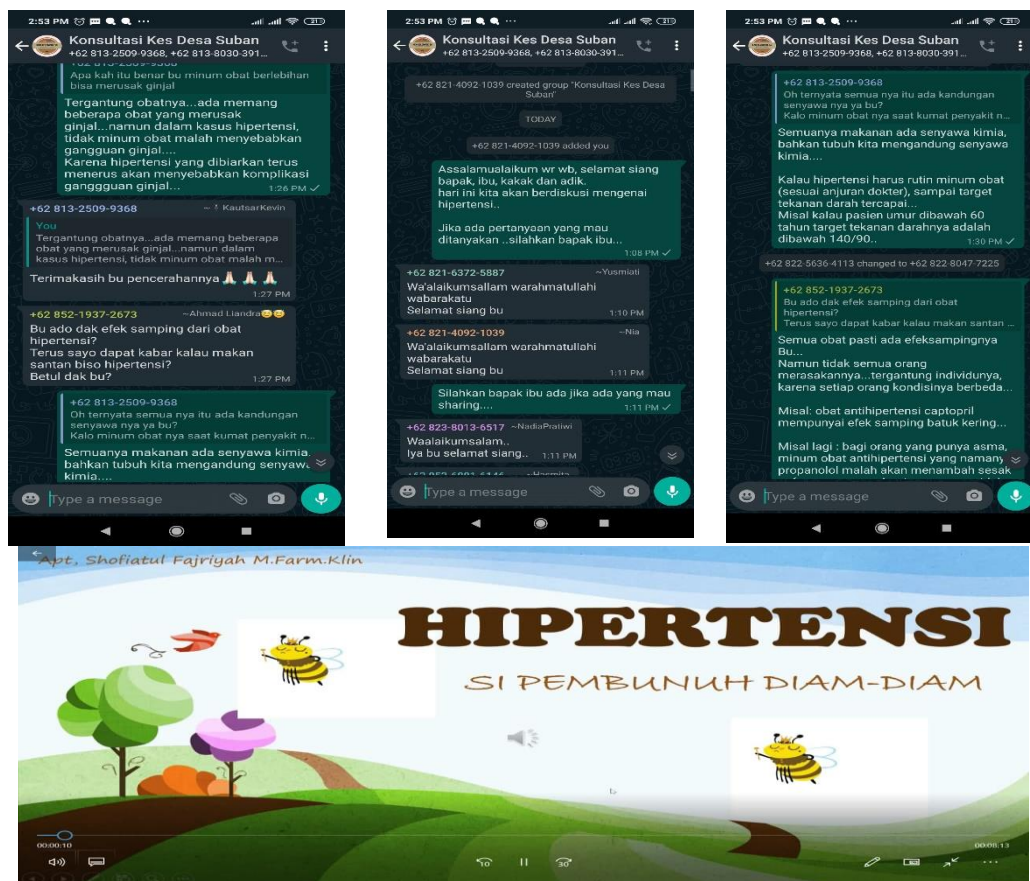 2:53 PM
Konsultasi Kes Desa Suban
+62 813-2509-9368, +62 813-8030-391...
Apa kah itu benar bu minum obat berlebihan
bisa merusak ginjal
Tergantung obatnya...ada memang
beberapa obat yang merusak
ginjal...namun dalam kasus hipertensi,
tidak minum obat malah menyebabkan
gangguan ginjal....
Karena hipertensi yang dibiarkan terus
menerus akan menyebabkan komplikasi
ganggguan ginjal...
1:26 PM
+62 813-2509-9368
KautsarKevin
You
Tergantung obatnya...ada memang beberapa
obat yang merusak ginjal...namun dalam
kasus hipertensi, tidak minum obat malah m...
Terimakasih bu pencerahannya🙏🙏🙏
1:27 PM
+62 852-1937-2673 ~Ahmad Liandra😊😊
Bu ado dak efek samping dari obat
hipertensi?
Terus sayo dapat kabar kalau makan
santan biso hipertensi?
Betul dak bu?
1:27 PM
+62 813-2509-9368
Oh ternyata semua nya itu ada kandungan
senyawa nya ya bu?
Kalo minum obat nya saat kumat penyakit n...
Semuanya makanan ada senyawa kimia,
bahkan tubuh kita mengandung
kimia....
Type a message
2:53 PM
Konsultasi Kes Desa Suban
+62 813-2509-9368, +62 813-8030-391...
+62 821-4092-1039 created group "Konsultasi Kes Desa
Suban"
TODAY
+62 821-4092-1039 added you
Assalamualaikum wr wb, selamat siang
bapak, ibu, kakak dan adik.
hari ini kita akan berdiskusi mengenai
hipertensi..
Jika ada pertanyaan yang mau
ditanyakan ..silahkan bapak ibu...
1:08 PM
+62 821-6372-5887 ~Yusmiati
Wa'alaikumsallam warahmatullahi
wabarakatu
Selamat siang bu
1:10 PM
+62 821-4092-1039 ~Nia
Wa'alaikumsallam warahmatullahi
wabarakatu
Selamat siang bu
1:11 PM
Silahkan bapak ibu ada jika ada yang mau
sharing....
1:11 PM
+62 823-8013-6517 ~NadiaPratiwi
Waalaikumsalam..
Iya bu selamat siang..
1:11 PM
Type a message
2:53 PM
Konsultasi Kes Desa Suban
+62 813-2509-9368, +62 813-8030-391...
+62 813-2509-9368
Oh ternyata semua nya itu ada kandungan
senyawa nya ya bu?
Kalo minum obat nya saat kumat penyakit n...
Semuanya makanan ada senyawa kimia,
bahkan tubuh kita mengandung senyawa
kimia....
Kalau hipertensi harus rutin minum obat
(sesuai anjuran dokter), sampai target
tekanan darah tercapai...
Misal kalau pasien umur dibawah 60
tahun target tekanan darahnya adalah
dibawah 140/90..
1:30 PM
+62 822-5636-4113 changed to +62 822-8047-7225
+62 852-1937-2673
Bu ado dak efek samping dari obat
hipertensi?
Terus sayo dapat kabar kalau makan santan ...
Semua obat pasti ada efeksampingnya
Bu...
Namun tidak semua orang
merasakannya...tergantung individunya,
karena setiap orang kondisinya berbeda...
Misal: obat antihipertensi captopril
mempunyai efek samping batuk kering...
Misal lagi : bagi orang yang punya asma,
minum obat antihipertensi yang namany
propanolol malah akan menambah sesak
Type a message
Apt, Shofiatul Fajriyah M.Farm.Klin
HIPERTENSI
SI PEMBUNUH DIAM-DIAM
00:00:10
00:08:13
10
30